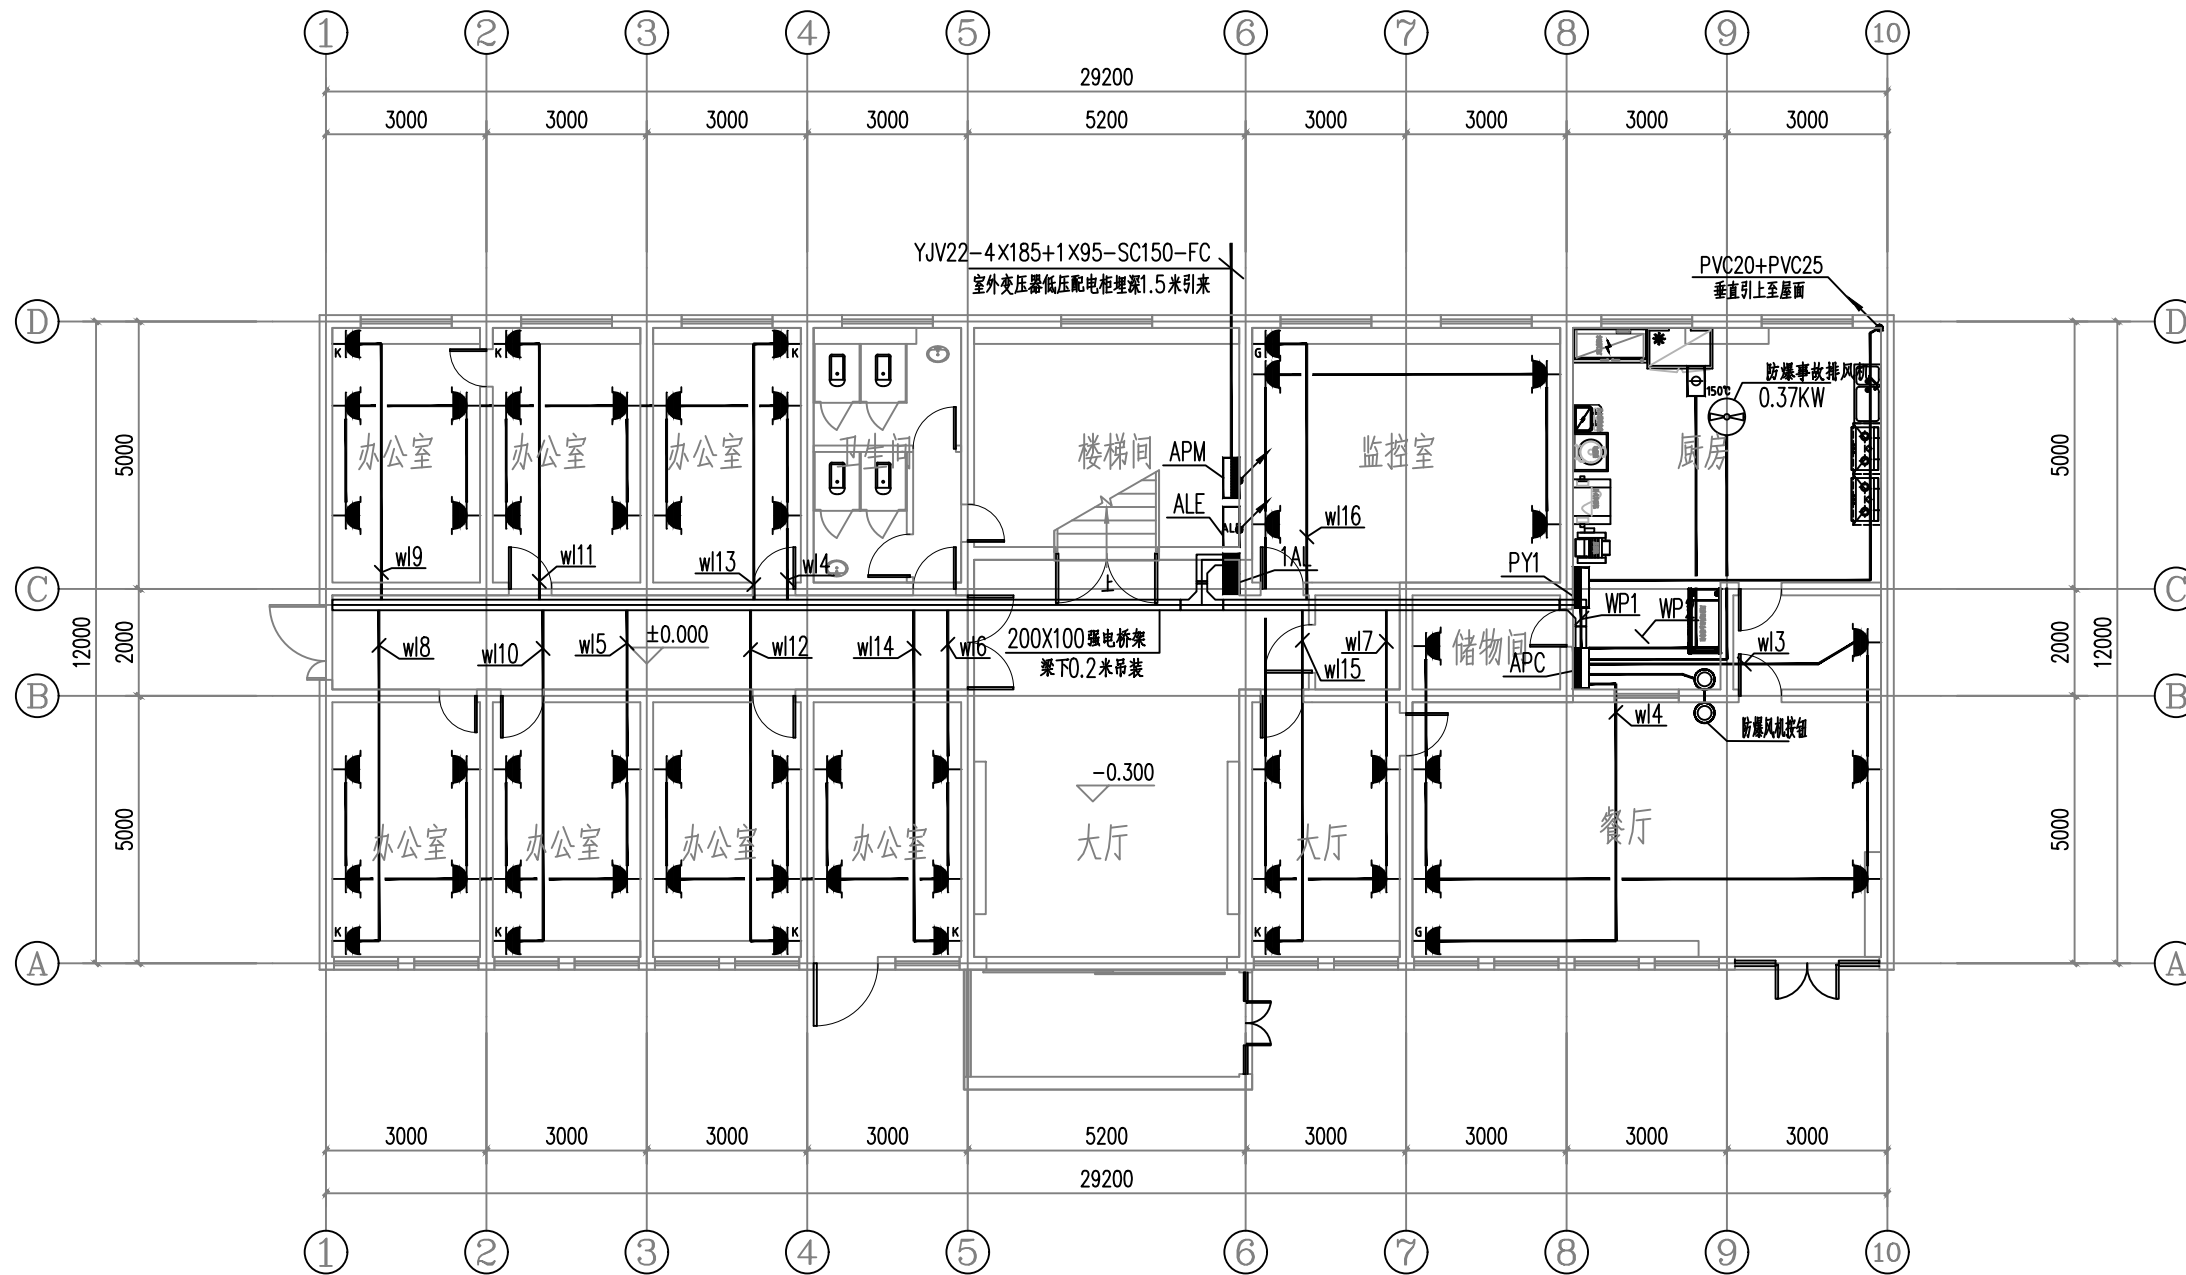 1 2 3 4 5 6 7 8 9 10
29200
3000 3000 3000 3000 5200 3000 3000 3000 3000
YJV22-4X185+1X95-SC150-FC
室外变压器低压配电柜埋深1.5米引来
PVC20+PVC25
垂直引上至屋面
D D
K K K G
防爆事故排风机
150℃
0.37KW
5000 5000
办公室 办公室 办公室 卫生间 楼梯间 监控室 厨房
APM
ALE
ALE
wl16
wl9 wl11 wl13 wl4 1AL PY1
上
C C
12000 2000 2000 12000
WP1 WP
±0.000
200X100强电桥架
梁下0.2米吊装
wl8 wl10 wl5 wl12 wl14 wl6 wl15 wl7 储物间 APC wl3
B B
wl4
防爆风机按钮
-0.300
5000 5000
办公室 办公室 办公室 办公室 大厅 大厅 餐厅
K K K K K G
A A
3000 3000 3000 3000 5200 3000 3000 3000 3000
29200
1 2 3 4 5 6 7 8 9 10